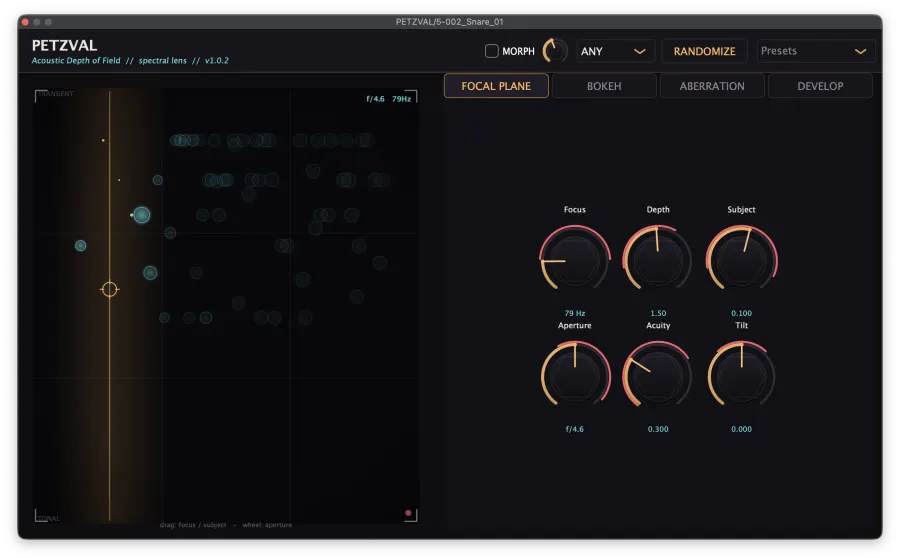 PETZVAL/5-002_Snare_01
PETZVAL
Acoustic Depth of Field // spectral lens // v1.0.2
MORPH
ANY
RANDOMIZE
Presets
TRANSIENT
f/4.6 79Hz
FOCAL PLANE
BOKEH
ABERRATION
DEVELOP
Focus
Depth
Subject
79 Hz
1.50
0.100
Aperture
Acuity
Tilt
f/4.6
0.300
0.000
TONAL
drag: focus / subject - wheel: aperture